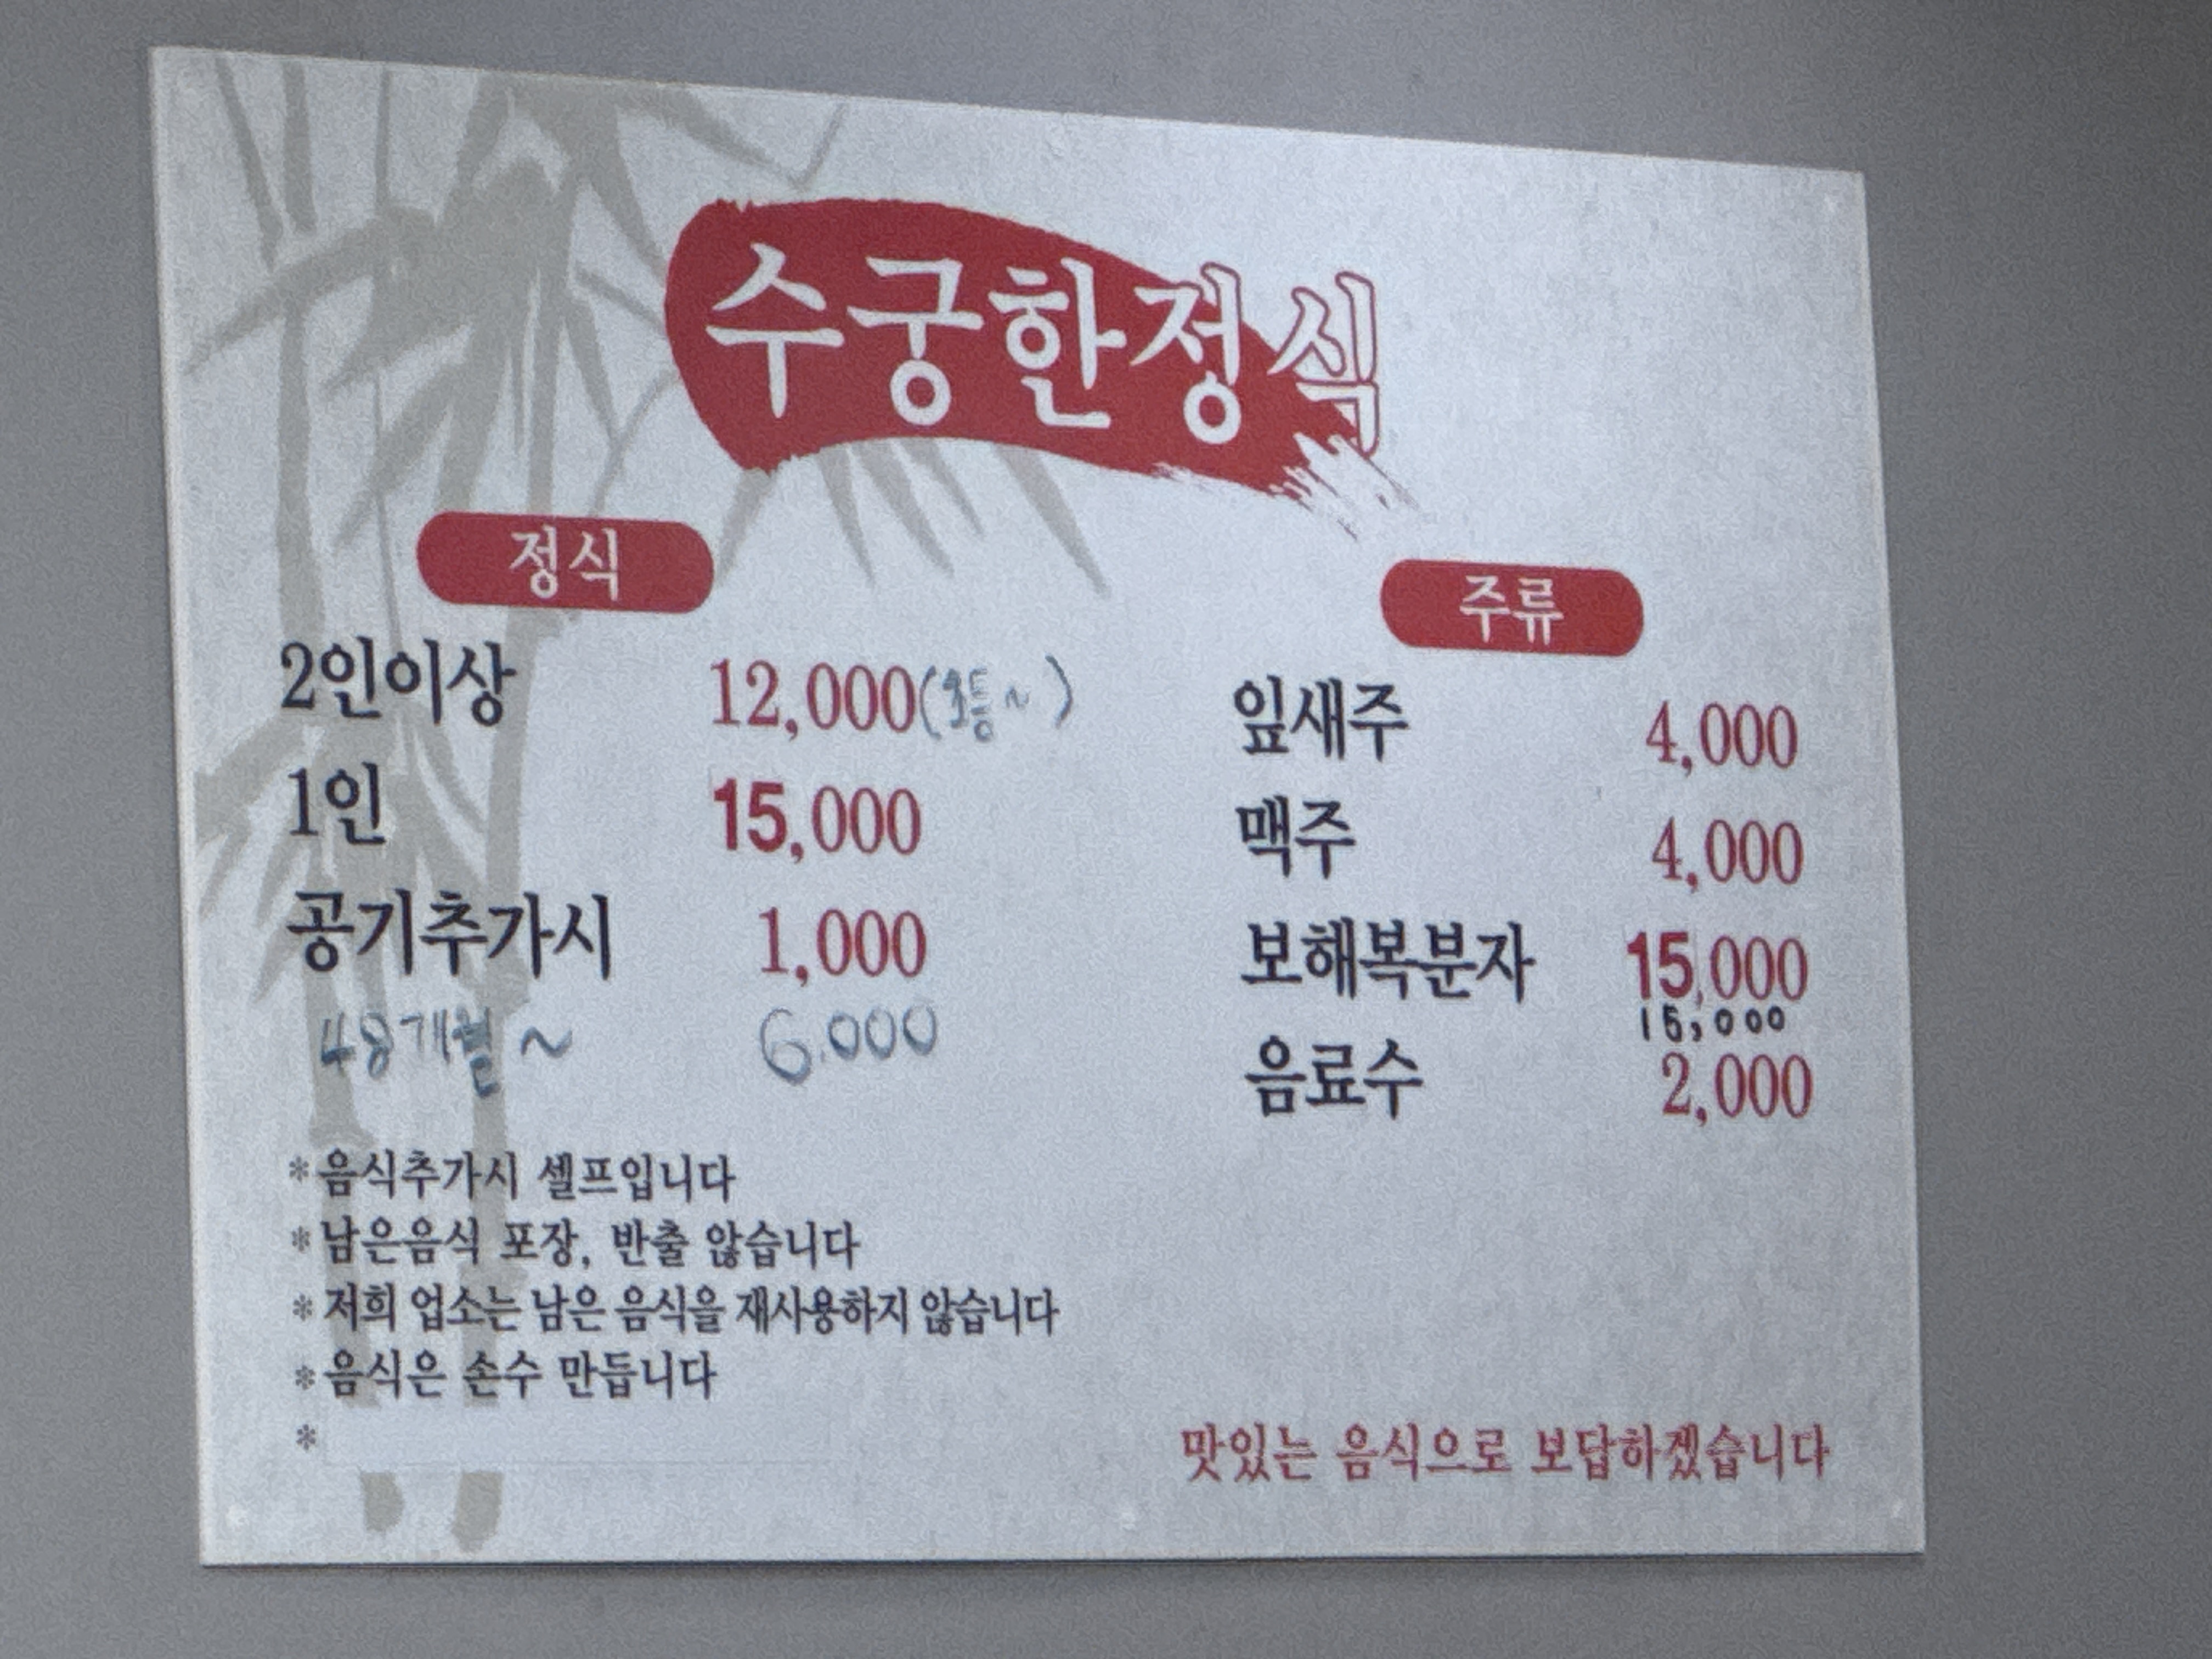 수궁한정식
정식
2인이상 12,000(초등~)
1인 15,000
공기추가시 1,000
48개월~ 6.000
주류
잎새주 4,000
맥주 4,000
보해복분자 15,000
15,000
음료수 2,000
*음식추가시 셀프입니다
*남은음식 포장, 반출 않습니다
*저희 업소는 남은 음식을 재사용하지 않습니다
*음식은 손수 만듭니다
*
맛있는 음식으로 보답하겠습니다